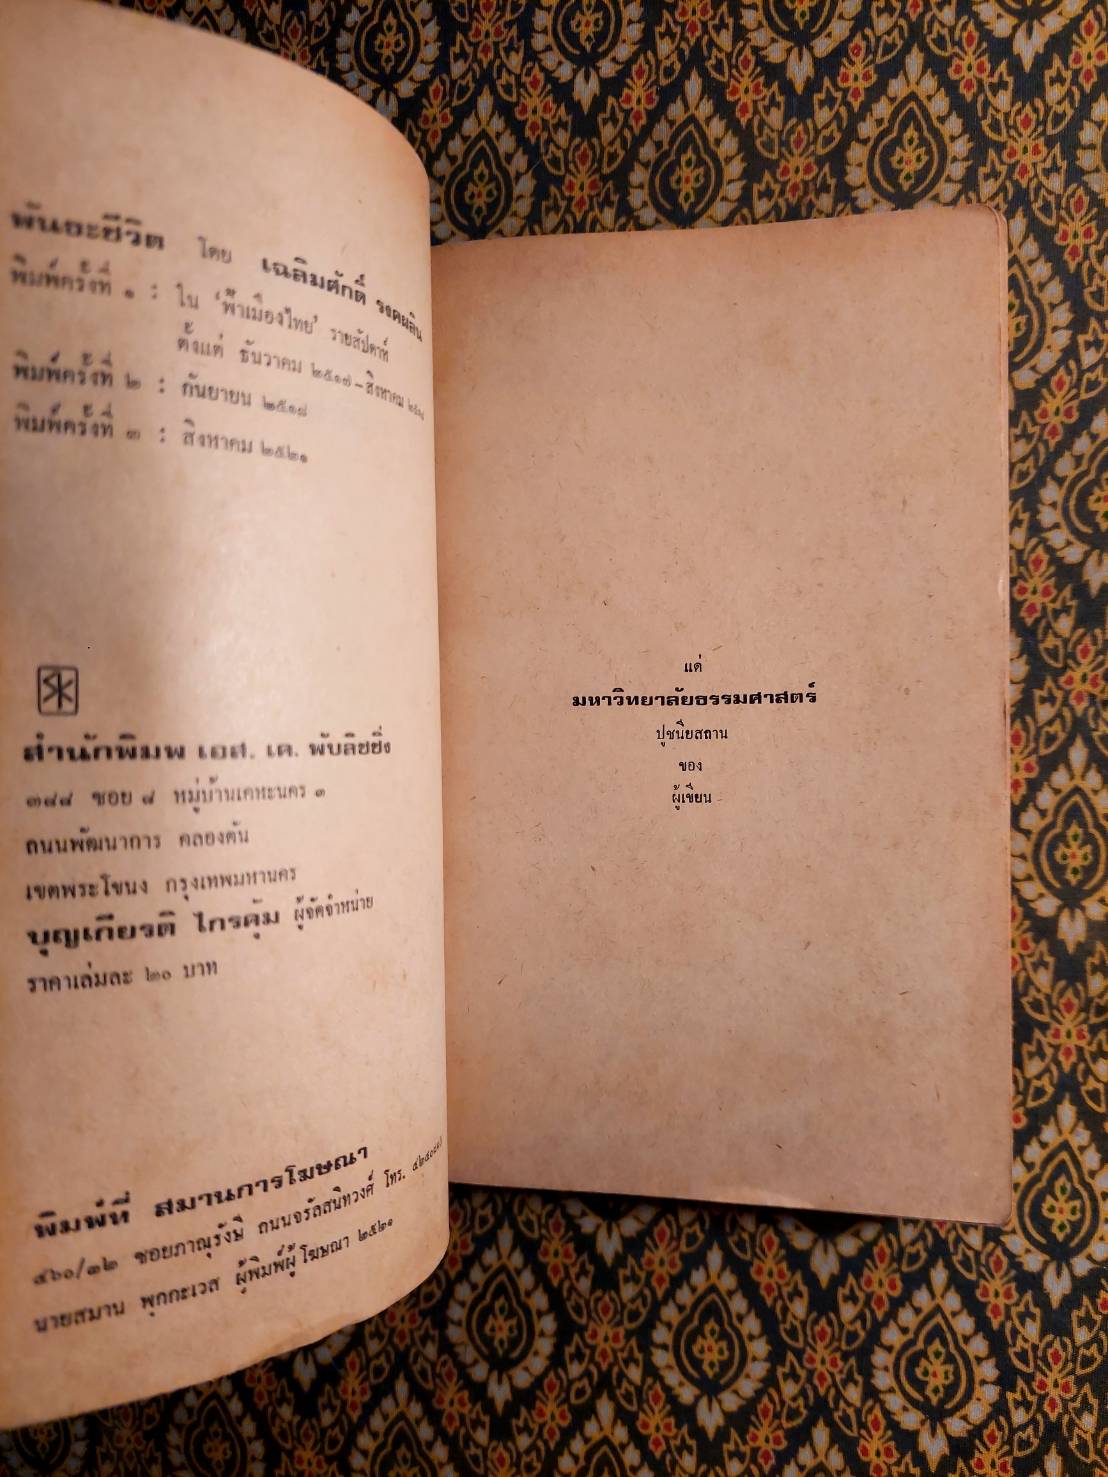 พันธะชีวิต โดย เฉลิมศักดิ์ รงคผลิน
พิมพ์ครั้งที่ ๑ : ใน 'ฟ้าเมืองไทย' รายสัปดาห์
ตั้งแต่ ธันวาคม ๒๕๑๗ – สิงหาคม ๒๕๑๘
พิมพ์ครั้งที่ ๒ : กันยายน ๒๕๑๘
พิมพ์ครั้งที่ ๓ : สิงหาคม ๒๕๒๑
SK
สำนักพิมพ์ เอส. เค. พับลิชชิ่ง
๓๘๘ ซอย ๘ หมู่บ้านเคหะนคร ๑
ถนนพัฒนาการ คลองตัน
เขตพระโขนง กรุงเทพมหานคร
บุญเกียรติ ไกรคุ้ม ผู้จัดจำหน่าย
ราคาเล่มละ ๒๐ บาท
พิมพ์ที่ สมานการโฆษณา
๔๖๐/๓๒ ซอยภาณุรังษี ถนนจรัลสนิทวงศ์ โทร.
นายสมาน พุกกะเวส ผู้พิมพ์ผู้โฆษณา ๒๕๒๑
แด่
มหาวิทยาลัยธรรมศาสตร์
ปูชนียสถาน
ของ
ผู้เขียน